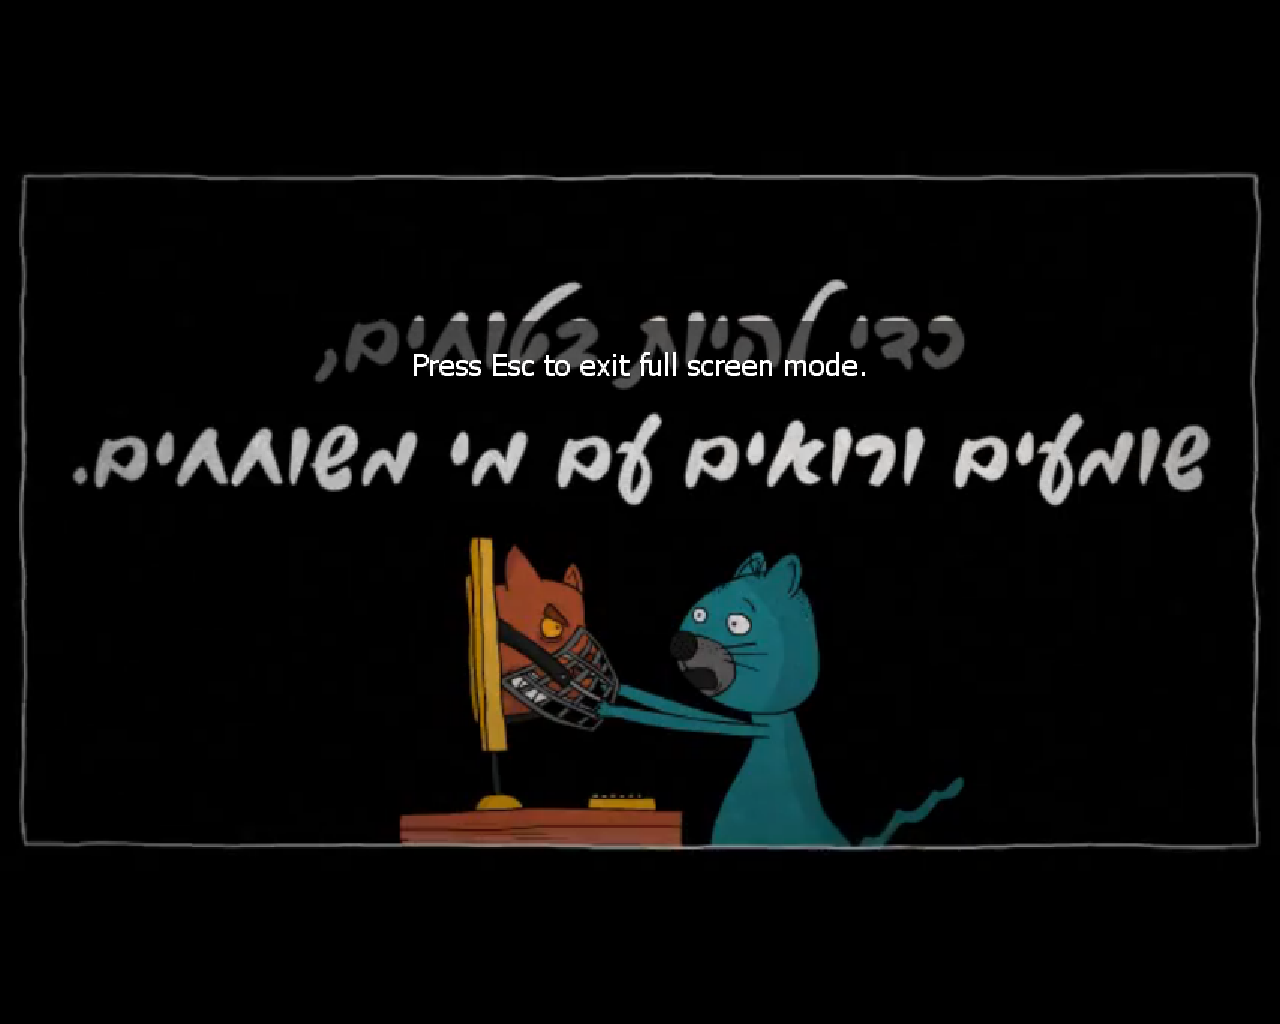 כדי להיות בטוחים,
Press Esc to exit full screen mode.
שומעים ורואים עם מי משוחחים.